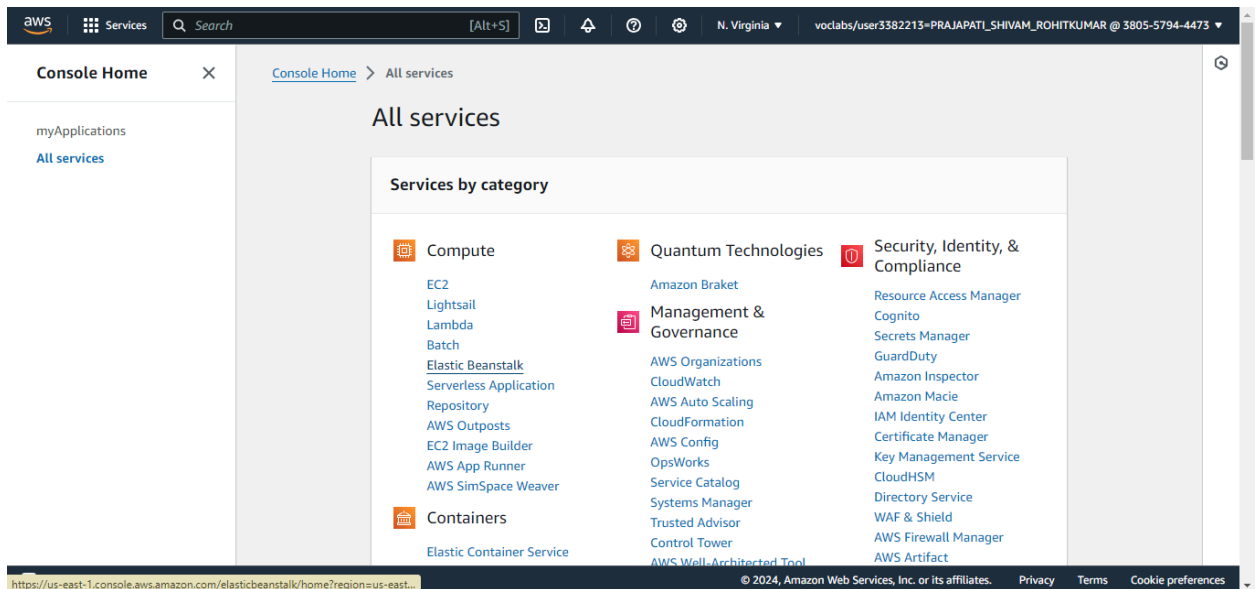 aws
Services
Search
[Alt+S]
N. Virginia
voclabs/user3382213=PRAJAPATI_SHIVAM_ROHITKUMAR @ 3805-5794-4473
Console Home
myApplications
All services
Console Home
All services
All services
Services by category
Compute
EC2
Lightsail
Lambda
Batch
Elastic Beanstalk
Serverless Application
Repository
AWS Outposts
EC2 Image Builder
AWS App Runner
AWS SimSpace Weaver
Containers
Elastic Container Service
Quantum Technologies
Amazon Braket
Management &
Governance
AWS Organizations
CloudWatch
AWS Auto Scaling
CloudFormation
AWS Config
OpsWorks
Service Catalog
Systems Manager
Trusted Advisor
Control Tower
AWS Well-Architected Tool
Security, Identity, &
Compliance
Resource Access Manager
Cognito
Secrets Manager
GuardDuty
Amazon Inspector
Amazon Macie
IAM Identity Center
Certificate Manager
Key Management Service
CloudHSM
Directory Service
WAF & Shield
AWS Firewall Manager
AWS Artifact
https://us-east-1.console.aws.amazon.com/elasticbeanstalk/home?region=us-east...
© 2024, Amazon Web Services, Inc. or its affiliates.
Privacy
Terms
Cookie preferences